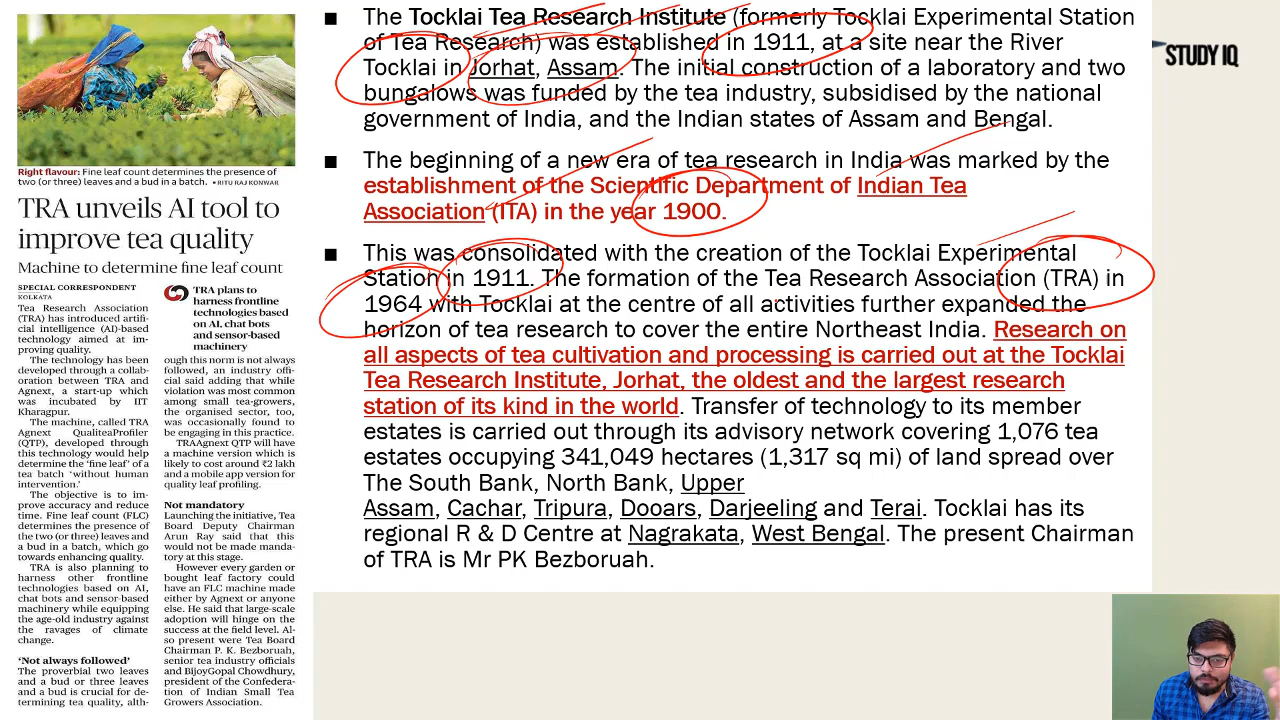 Right flavour: Fine leaf count determines the presence of
two (or three) leaves and a bud in a batch. • RITU RAJ KONWAR
TRA unveils AI tool to
improve tea quality
Machine to determine fine leaf count
SPECIAL CORRESPONDENT
KOLKATA
Tea Research Association
(TRA) has introduced artifi-
cial intelligence (AI)-based
technology aimed at im-
proving quality.
The technology has been
developed through a collab-
oration between TRA and
Agnext, a start-up which
was incubated by IIT
Kharagpur.
The machine, called TRA
Agnext QualiteaProfiler
(QTP), developed through
this technology would help
determine the ‘fine leaf’ of a
tea batch ‘without human
intervention.’
The objective is to im-
prove accuracy and reduce
time. Fine leaf count (FLC)
determines the presence of
the two (or three) leaves and
a bud in a batch, which go
towards enhancing quality.
TRA is also planning to
harness other frontline
technologies based on AI,
chat bots and sensor-based
machinery while equipping
the age-old industry against
the ravages of climate
change.
‘Not always followed’
The proverbial two leaves
and a bud or three leaves
and a bud is crucial for de-
termining tea quality, alth-
TRA plans to
harness frontline
technologies based
on AI, chat bots
and sensor-based
machinery
ough this norm is not always
followed, an industry offi-
cial said adding that while
violation was most common
among small tea-growers,
the organised sector, too,
was occasionally found to
be engaging in this practice.
TRAAgnext QTP will have
a machine version which is
likely to cost around ₹2 lakh
and a mobile app version for
quality leaf profiling.
Not mandatory
Launching the initiative, Tea
Board Deputy Chairman
Arun Ray said that this
would not be made manda-
tory at this stage.
However every garden or
bought leaf factory could
have an FLC machine made
either by Agnext or anyone
else. He said that large-scale
adoption will hinge on the
success at the field level. Al-
so present were Tea Board
Chairman P. K. Bezboruah,
senior tea industry officials
and BijoyGopal Chowdhury,
president of the Confedera-
tion of Indian Small Tea
Growers Association.
■ The Tocklai Tea Research Institute (formerly Tocklai Experimental Station
of Tea Research) was established in 1911, at a site near the River
Tocklai in Jorhat, Assam. The initial construction of a laboratory and two
bungalows was funded by the tea industry, subsidised by the national
government of India, and the Indian states of Assam and Bengal.
■ The beginning of a new era of tea research in India was marked by the
establishment of the Scientific Department of Indian Tea
Association (ITA) in the year 1900.
■ This was consolidated with the creation of the Tocklai Experimental
Station in 1911. The formation of the Tea Research Association (TRA) in
1964 with Tocklai at the centre of all activities further expanded the
horizon of tea research to cover the entire Northeast India. Research on
all aspects of tea cultivation and processing is carried out at the Tocklai
Tea Research Institute, Jorhat, the oldest and the largest research
station of its kind in the world. Transfer of technology to its member
estates is carried out through its advisory network covering 1,076 tea
estates occupying 341,049 hectares (1,317 sq mi) of land spread over
The South Bank, North Bank, Upper
Assam, Cachar, Tripura, Dooars, Darjeeling and Terai. Tocklai has its
regional R & D Centre at Nagrakata, West Bengal. The present Chairman
of TRA is Mr PK Bezboruah.
STUDY IQ